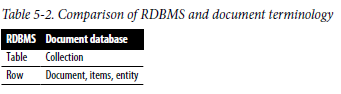 Table 5-2. Comparison of RDBMS and document terminology
RDBMS Document database
Table Collection
Row Document, items, entity